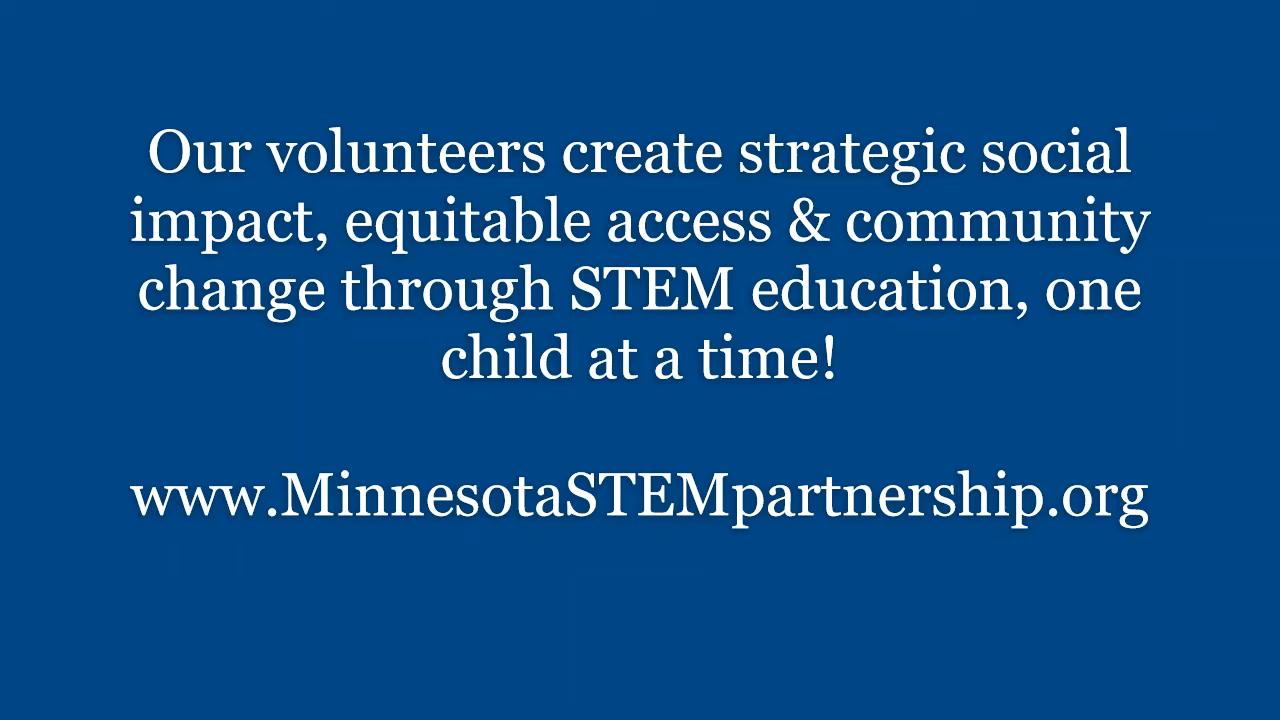 Our volunteers create strategic social
impact, equitable access & community
change through STEM education, one
child at a time!
www.MinnesotaSTEMpartnership.org